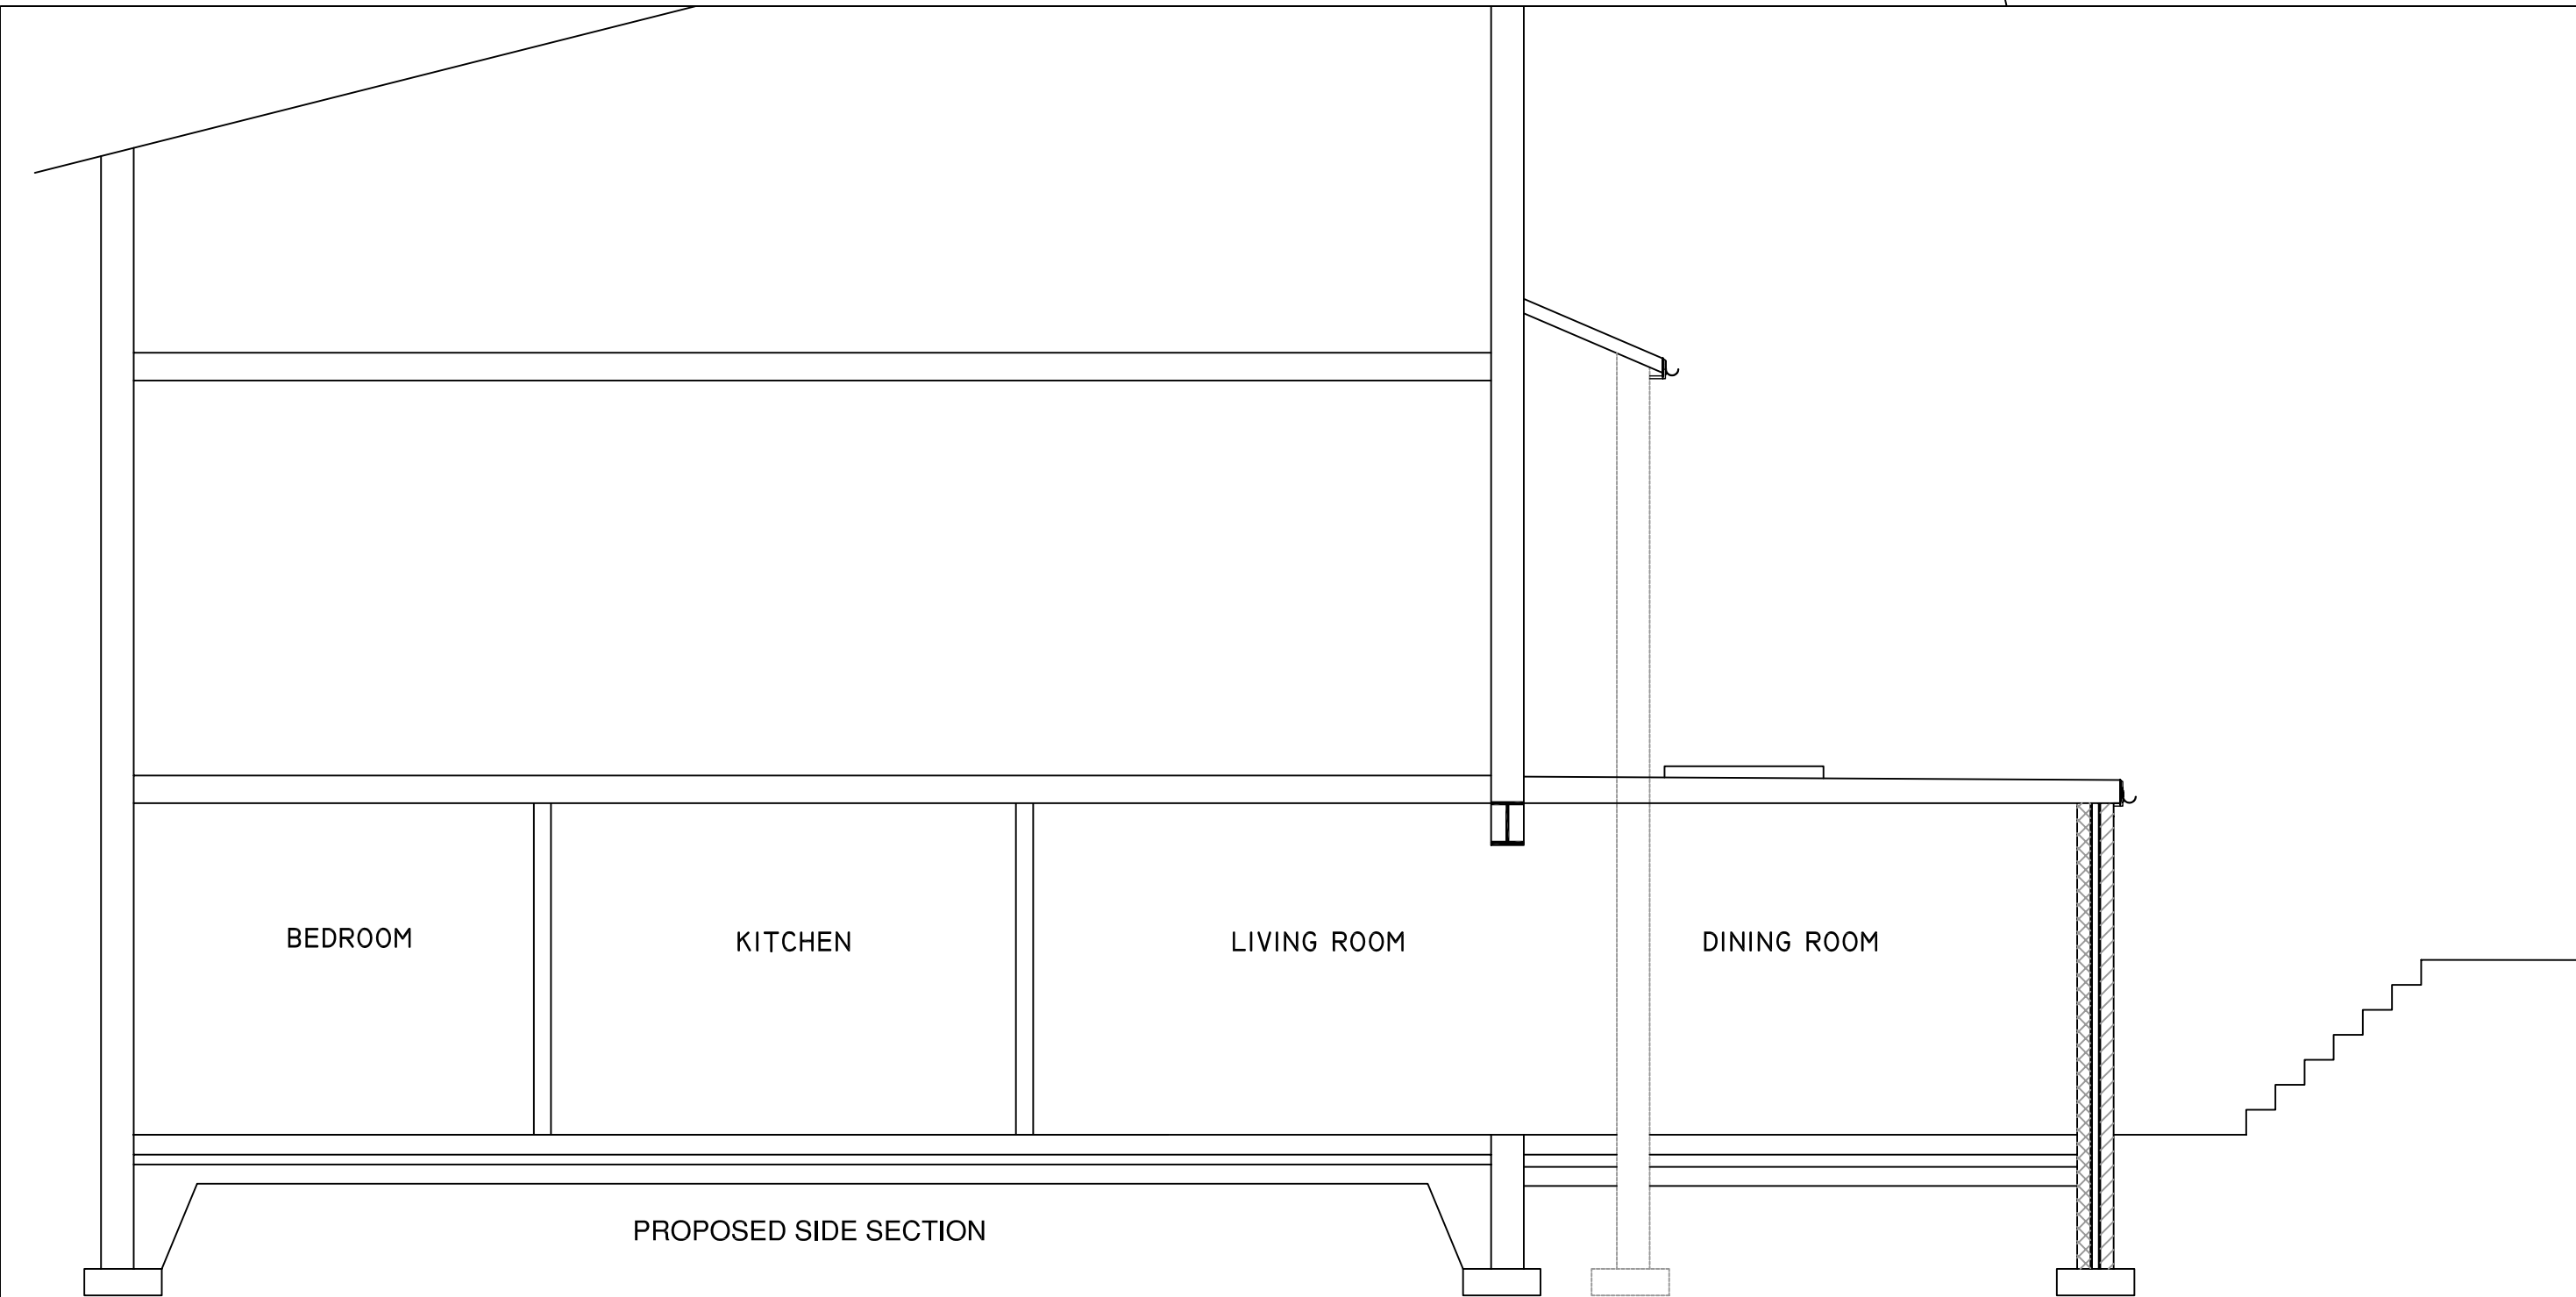 BEDROOM
KITCHEN
LIVING ROOM
DINING ROOM
PROPOSED SIDE SECTION